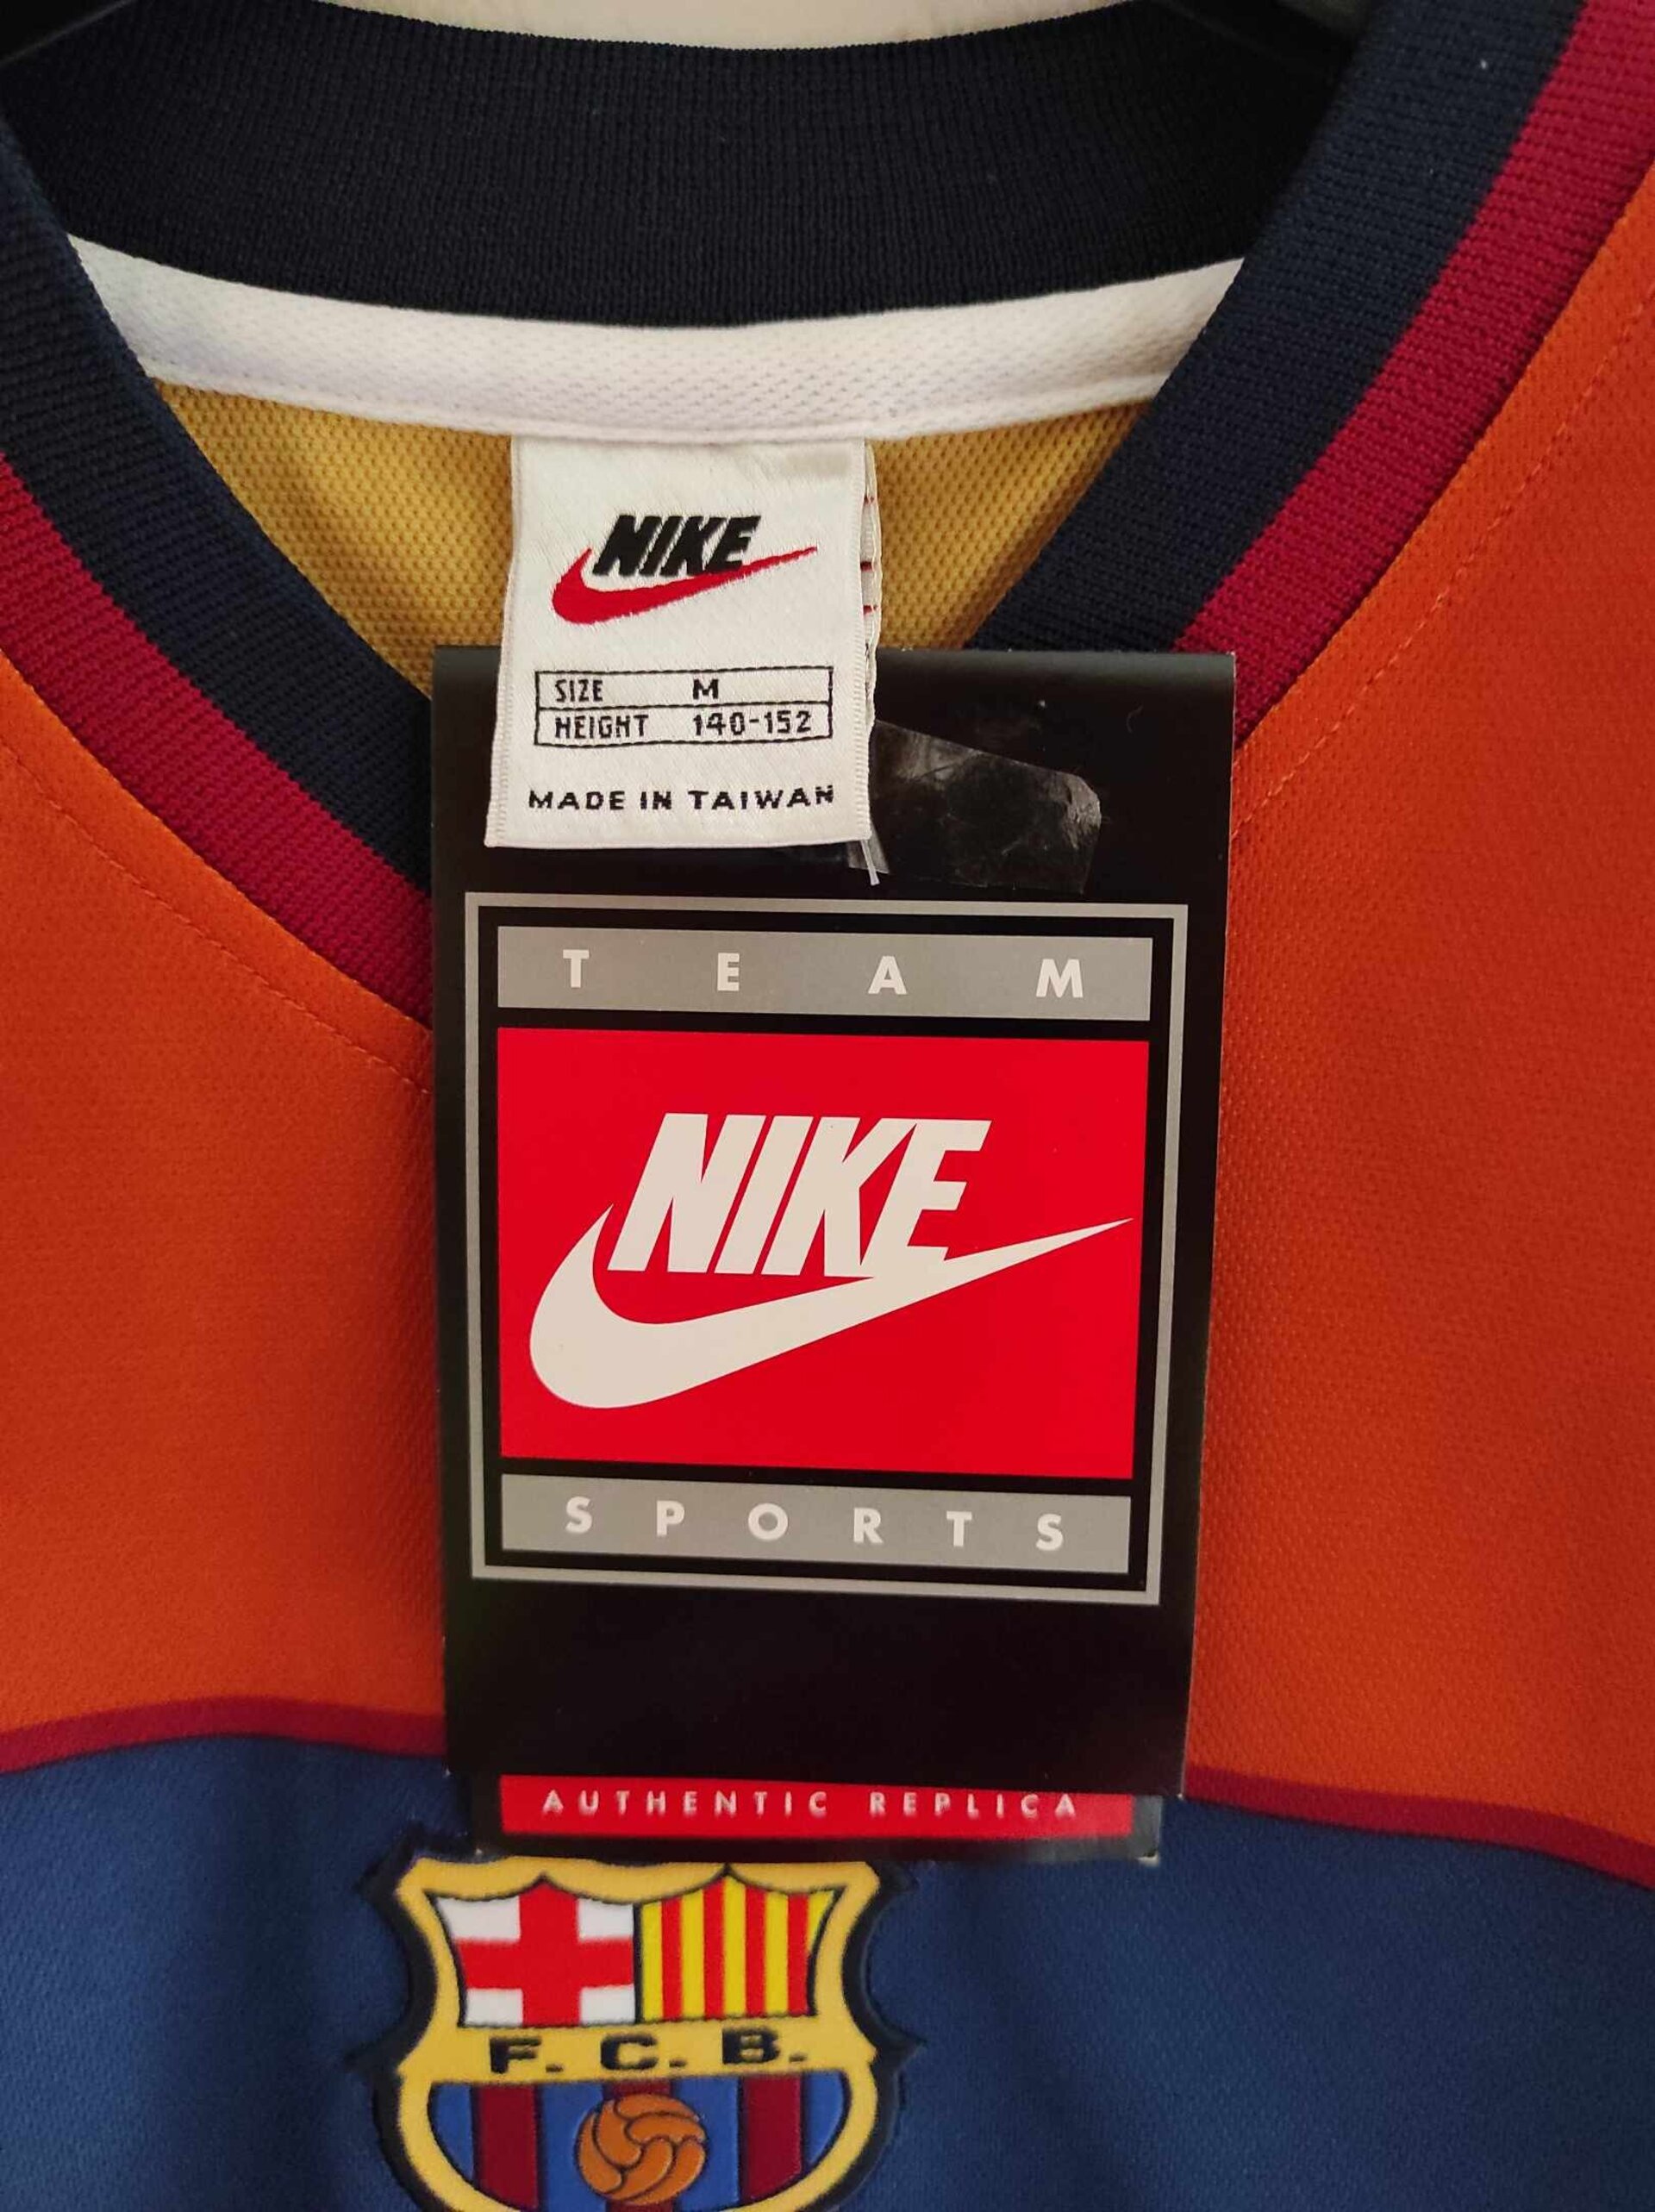 NIKE
SIZE M
HEIGHT 140-152
MADE IN TAIWAN
TEAM
NIKE
SPORTS
AUTHENTIC REPLICA
F. C. B.